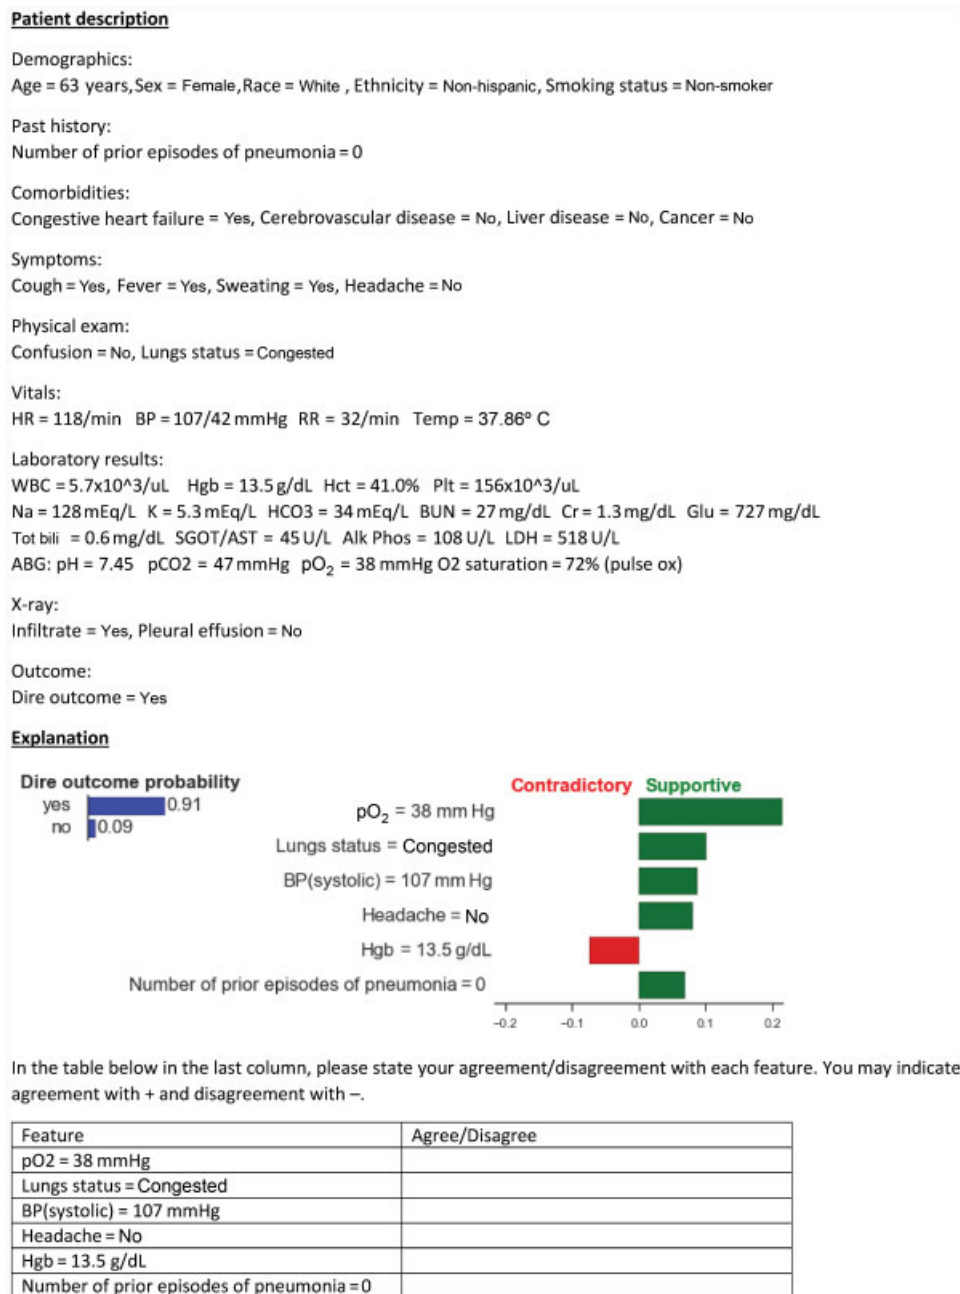 Patient description
Demographics:
Age = 63 years, Sex = Female, Race = White , Ethnicity = Non-hispanic, Smoking status = Non-smoker
Past history:
Number of prior episodes of pneumonia = 0
Comorbidities:
Congestive heart failure = Yes, Cerebrovascular disease = No, Liver disease = No, Cancer = No
Symptoms:
Cough = Yes, Fever = Yes, Sweating = Yes, Headache = No
Physical exam:
Confusion = No, Lungs status = Congested
Vitals:
HR = 118/min BP = 107/42 mmHg RR = 32/min Temp = 37.86° C
Laboratory results:
WBC = 5.7x10^3/uL Hgb = 13.5 g/dL Hct = 41.0% Plt = 156x10^3/uL
Na = 128 mEq/L K = 5.3 mEq/L HCO3 = 34 mEq/L BUN = 27 mg/dL Cr = 1.3 mg/dL Glu = 727 mg/dL
Tot bili = 0.6 mg/dL SGOT/AST = 45 U/L Alk Phos = 108 U/L LDH = 518 U/L
ABG: pH = 7.45 pCO2 = 47 mmHg pO2 = 38 mmHg O2 saturation = 72% (pulse ox)
X-ray:
Infiltrate = Yes, Pleural effusion = No
Outcome:
Dire outcome = Yes
Explanation
Dire outcome probability
yes 0.91
no 0.09
Contradictory Supportive
pO2 = 38 mm Hg
Lungs status = Congested
BP(systolic) = 107 mm Hg
Headache = No
Hgb = 13.5 g/dL
Number of prior episodes of pneumonia = 0
−0.2 −0.1 0.0 0.1 0.2
In the table below in the last column, please state your agreement/disagreement with each feature. You may indicate
agreement with + and disagreement with –.
Feature Agree/Disagree
pO2 = 38 mmHg
Lungs status = Congested
BP(systolic) = 107 mmHg
Headache = No
Hgb = 13.5 g/dL
Number of prior episodes of pneumonia = 0